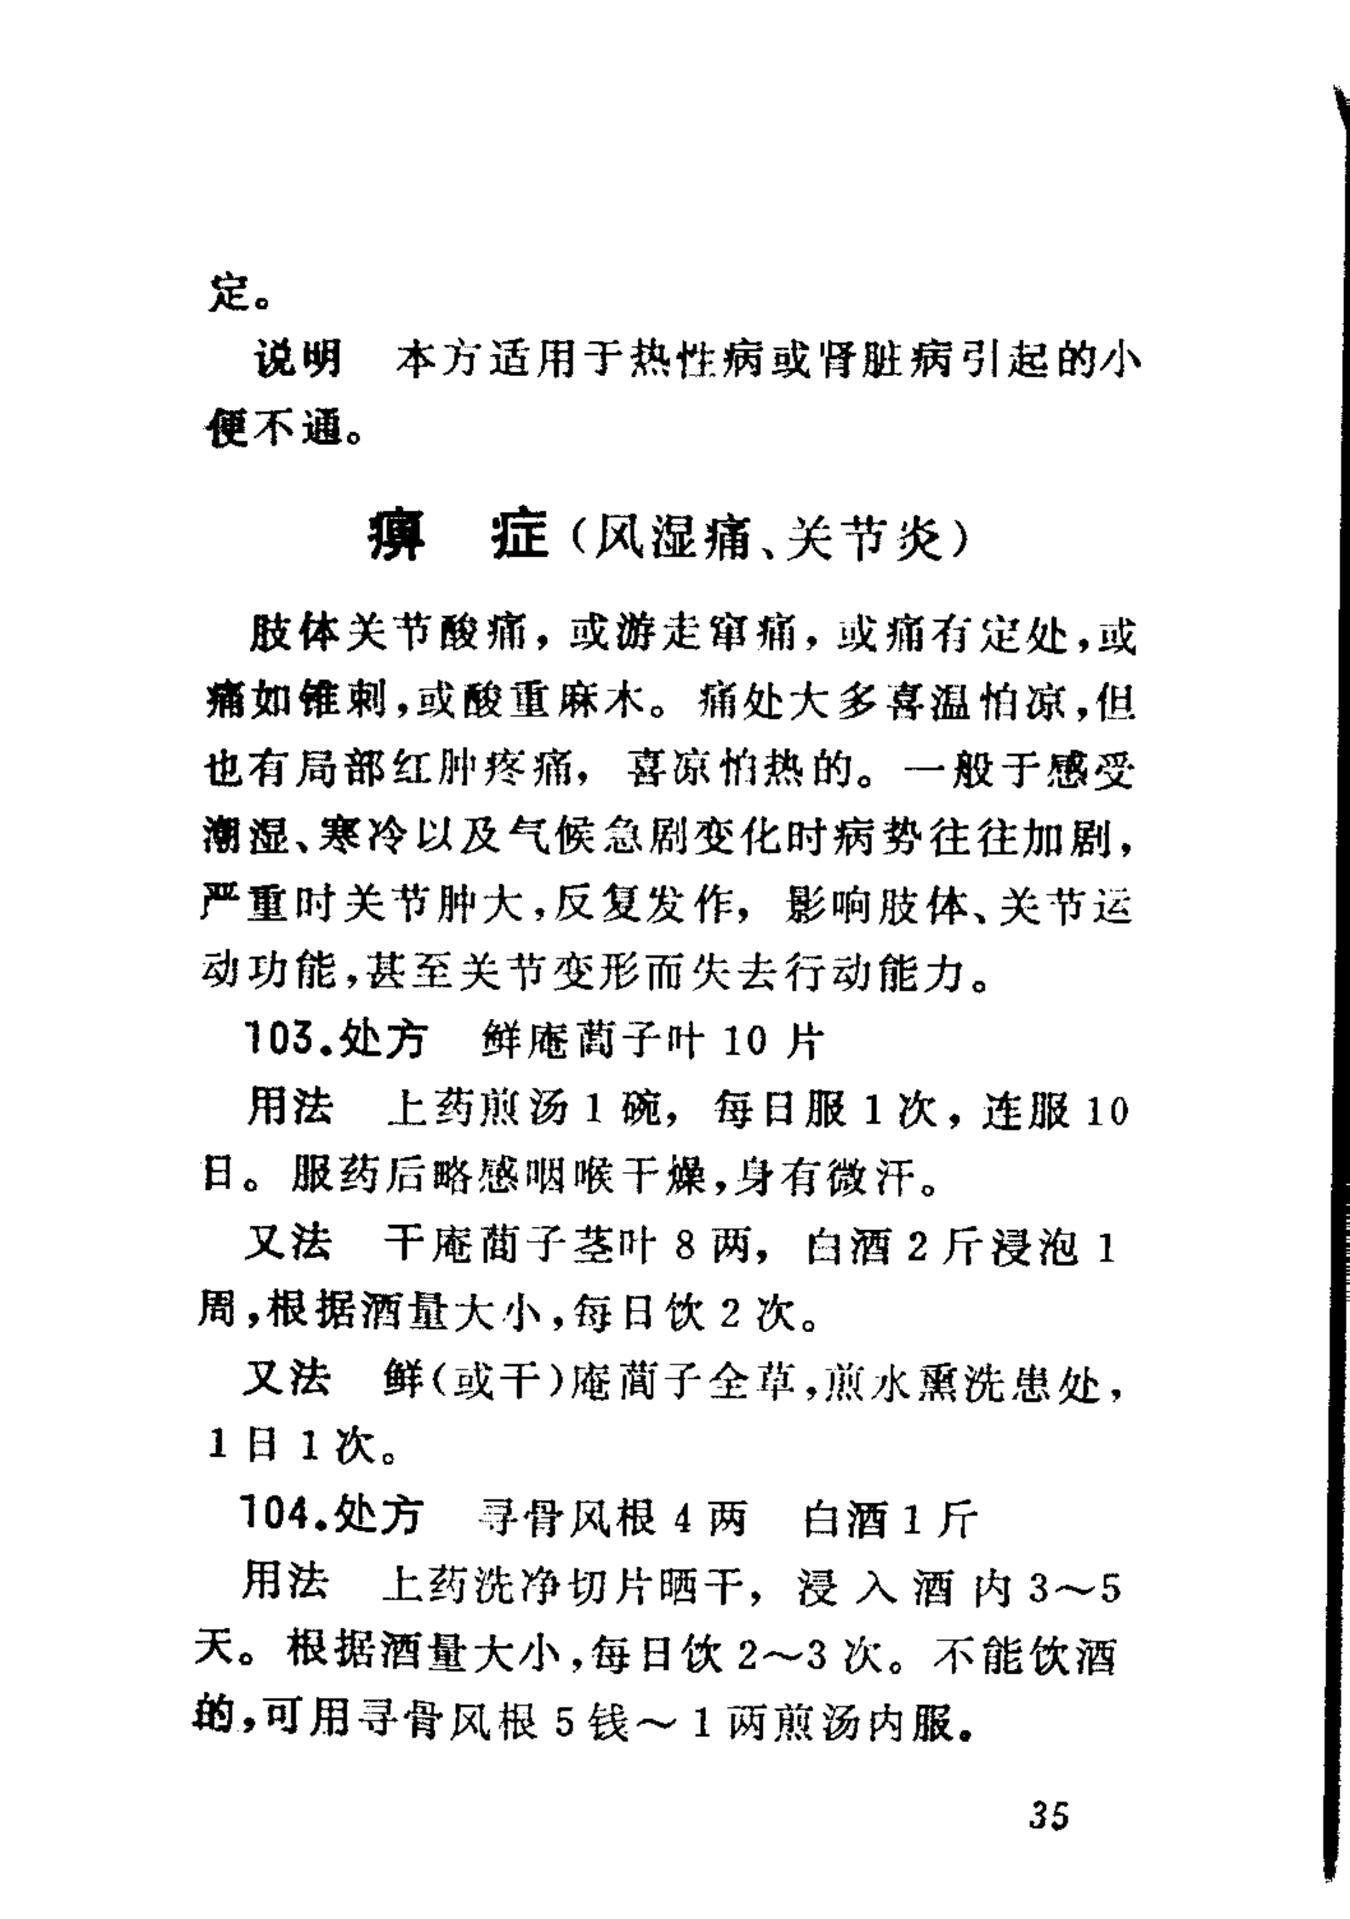 定。
说明　本方适用于热性病或肾脏病引起的小
便不通。
痹　症（风湿痛、关节炎）
肢体关节酸痛，或游走窜痛，或痛有定处，或
痛如锥刺，或酸重麻木。痛处大多喜温怕凉，但
也有局部红肿疼痛，喜凉怕热的。一般于感受
潮湿、寒冷以及气候急剧变化时病势往往加剧，
严重时关节肿大，反复发作，影响肢体、关节运
动功能，甚至关节变形而失去行动能力。
103.处方　鲜庵䕡子叶 10 片
用法　上药煎汤 1 碗，每日服 1 次，连服 10
日。服药后略感咽喉干燥，身有微汗。
又法　干庵䕡子茎叶 8 两，白酒 2 斤浸泡 1
周，根据酒量大小，每日饮 2 次。
又法　鲜（或干）庵䕡子全草，煎水熏洗患处，
1 日 1 次。
104.处方　寻骨风根 4 两　白酒 1 斤
用法　上药洗净切片晒干，浸入酒内 3～5
天。根据酒量大小，每日饮 2～3 次。不能饮酒
的，可用寻骨风根 5 钱～1 两煎汤内服。
35